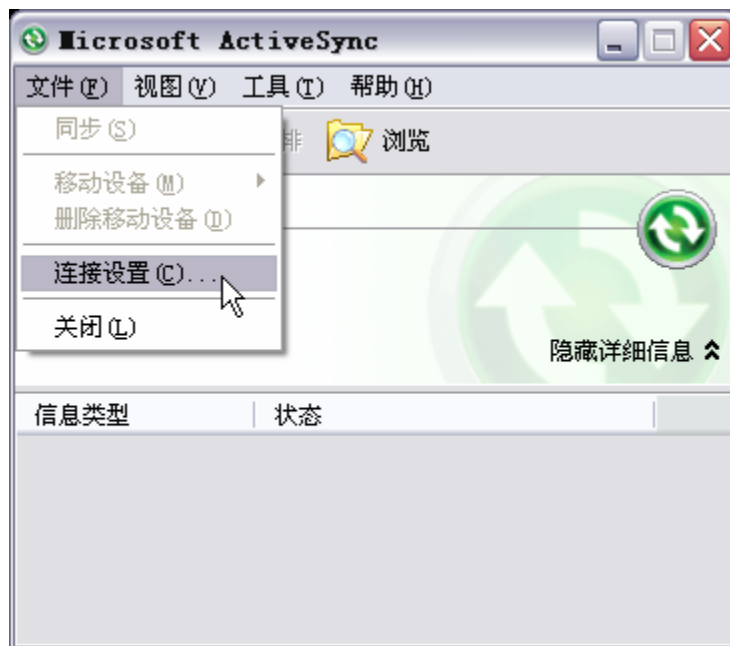 Microsoft ActiveSync
文件(F) 视图(V) 工具(T) 帮助(H)
同步(S)
排 浏览
移动设备(M)
删除移动设备(D)
连接设置(C)...
关闭(L)
隐藏详细信息
信息类型 状态